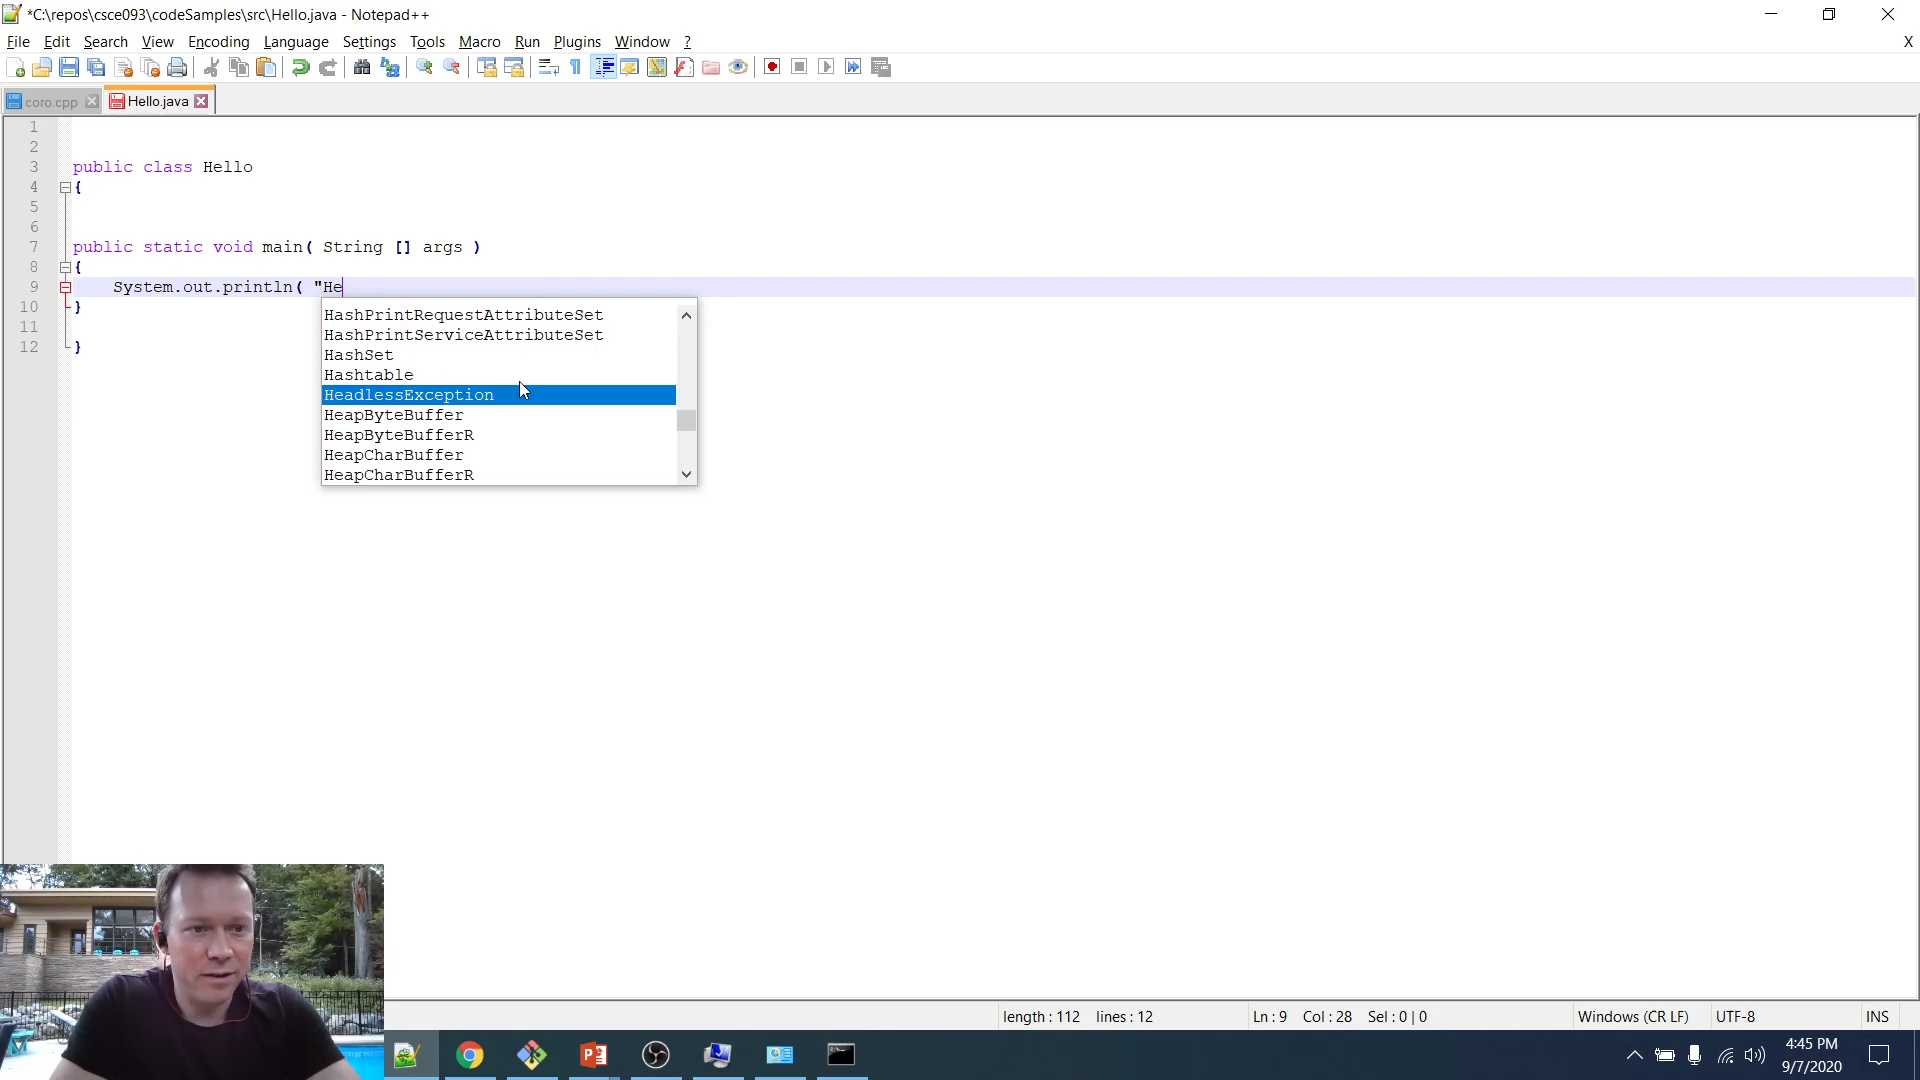 *C:\repos\csce093\codeSamples\src\Hello.java - Notepad++
File Edit Search View Encoding Language Settings Tools Macro Run Plugins Window ?
X
coro.cpp Hello.java
1
2
3 public class Hello
4 {
5
6
7 public static void main( String [] args )
8 {
9 System.out.println( "He
10 }
11
12 }
HashPrintRequestAttributeSet
HashPrintServiceAttributeSet
HashSet
Hashtable
HeadlessException
HeapByteBuffer
HeapByteBufferR
HeapCharBuffer
HeapCharBufferR
length : 112 lines : 12 Ln : 9 Col : 28 Sel : 0 | 0 Windows (CR LF) UTF-8 INS
4:45 PM
9/7/2020